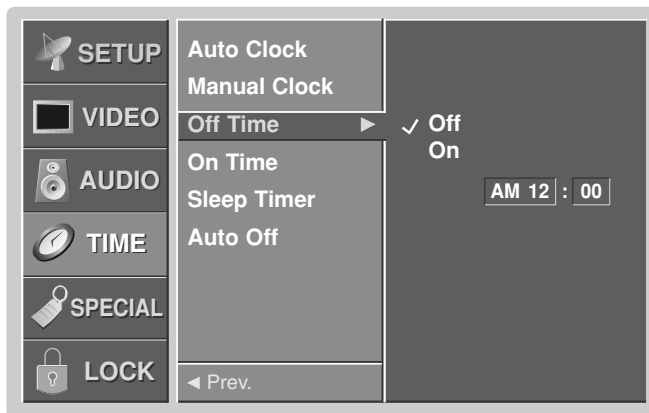 SETUP
VIDEO
AUDIO
TIME
SPECIAL
LOCK
Auto Clock
Manual Clock
Off Time ▶
On Time
Sleep Timer
Auto Off
◄ Prev.
✓ Off
On
AM 12 : 00